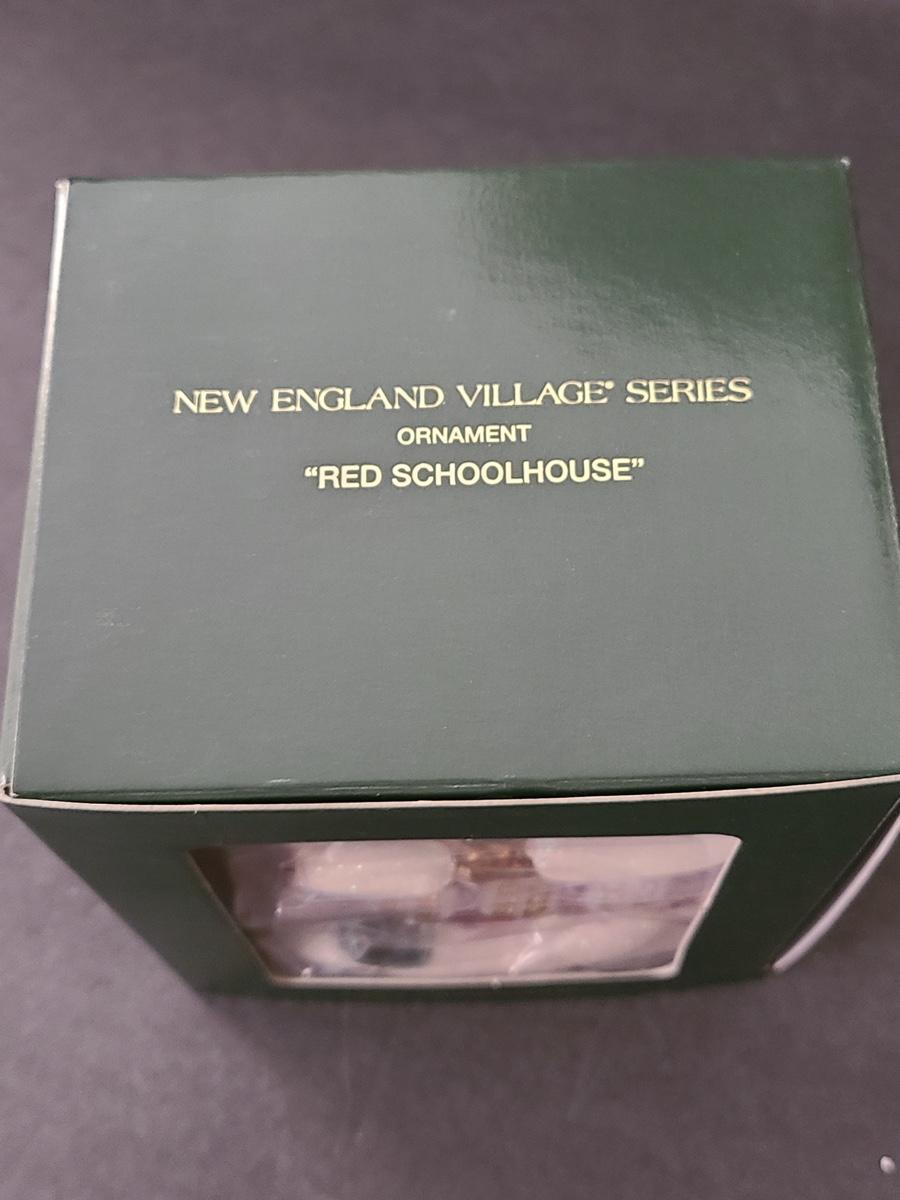 NEW ENGLAND VILLAGE® SERIES
ORNAMENT
“RED SCHOOLHOUSE”